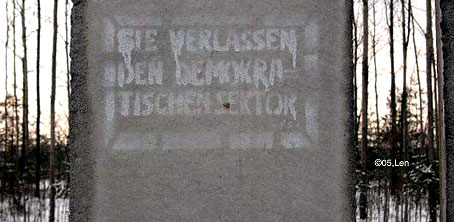 SIE VERLASSEN
DEN DEMOKRA-
TISCHEN SEKTOR
©05,Len